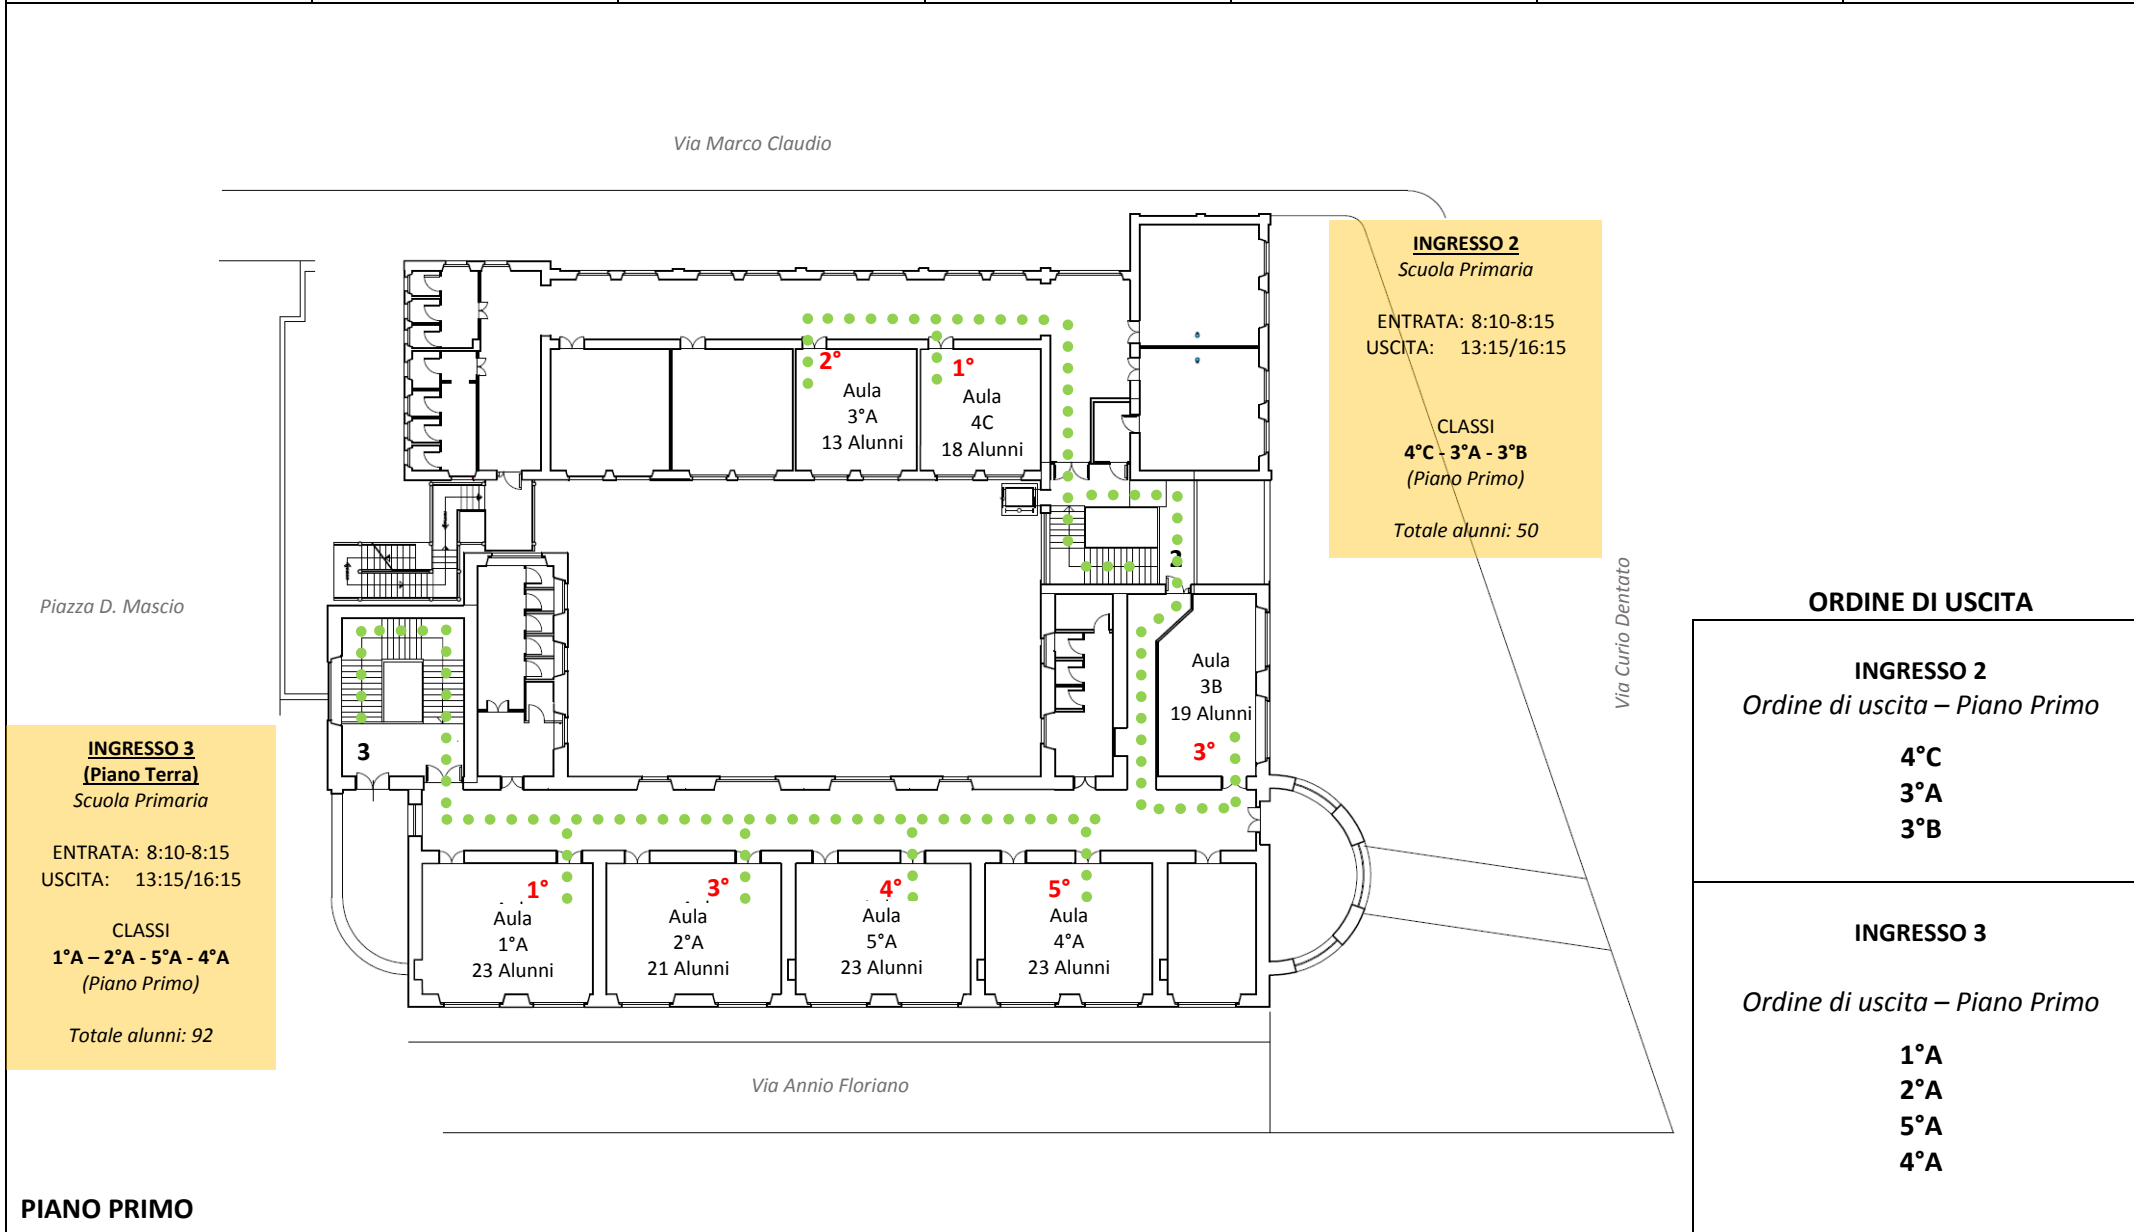 Via Marco Claudio
INGRESSO 2
Scuola Primaria
ENTRATA: 8:10-8:15
USCITA: 13:15/16:15
CLASSI
4°C - 3°A - 3°B
(Piano Primo)
Totale alunni: 50
2°
Aula
3°A
13 Alunni
1°
Aula
4C
18 Alunni
2
Piazza D. Mascio
Via Curio Dentato
Aula
3B
19 Alunni
3°
3
INGRESSO 3
(Piano Terra)
Scuola Primaria
ENTRATA: 8:10-8:15
USCITA: 13:15/16:15
CLASSI
1°A – 2°A - 5°A - 4°A
(Piano Primo)
Totale alunni: 92
1°
Aula
1°A
23 Alunni
3°
Aula
2°A
21 Alunni
4°
Aula
5°A
23 Alunni
5°
Aula
4°A
23 Alunni
Via Annio Floriano
PIANO PRIMO
ORDINE DI USCITA
INGRESSO 2
Ordine di uscita – Piano Primo
4°C
3°A
3°B
INGRESSO 3
Ordine di uscita – Piano Primo
1°A
2°A
5°A
4°A